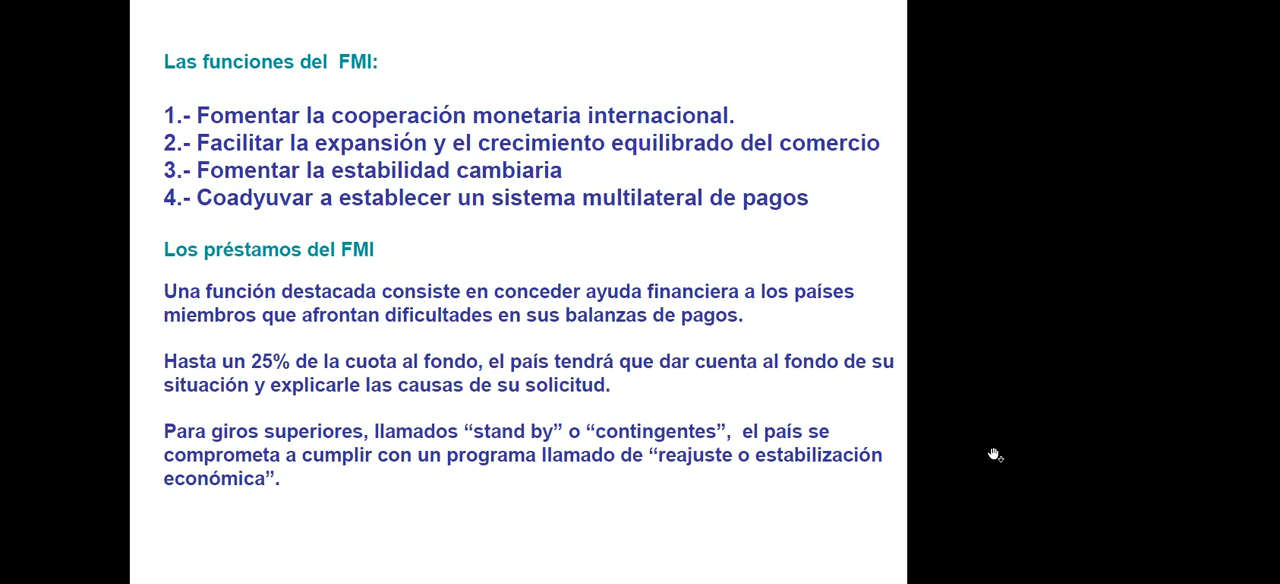 Las funciones del  FMI:
1.- Fomentar la cooperación monetaria internacional.
2.- Facilitar la expansión y el crecimiento equilibrado del comercio
3.- Fomentar la estabilidad cambiaria
4.- Coadyuvar a establecer un sistema multilateral de pagos
Los préstamos del FMI
Una función destacada consiste en conceder ayuda financiera a los países
miembros que afrontan dificultades en sus balanzas de pagos.
Hasta un 25% de la cuota al fondo, el país tendrá que dar cuenta al fondo de su
situación y explicarle las causas de su solicitud.
Para giros superiores, llamados “stand by” o “contingentes”,  el país se
comprometa a cumplir con un programa llamado de “reajuste o estabilización
económica”.